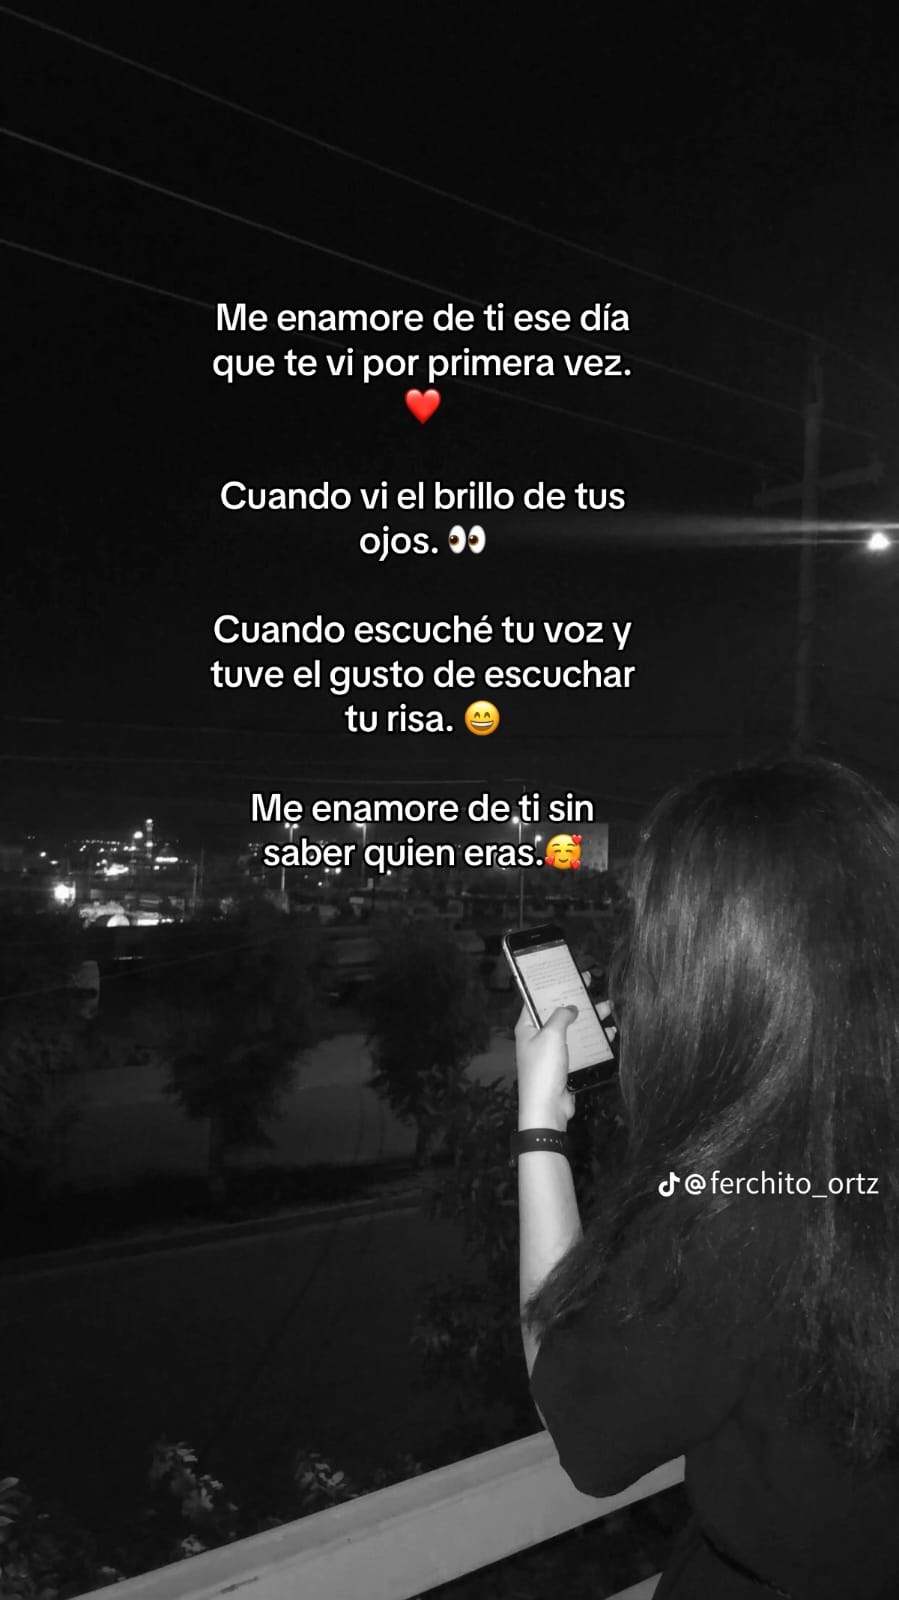 Me enamore de ti ese día
que te vi por primera vez.
❤️
Cuando vi el brillo de tus
ojos. 👀
Cuando escuché tu voz y
tuve el gusto de escuchar
tu risa. 😄
Me enamore de ti sin
saber quien eras.🥰
@ferchito_ortz